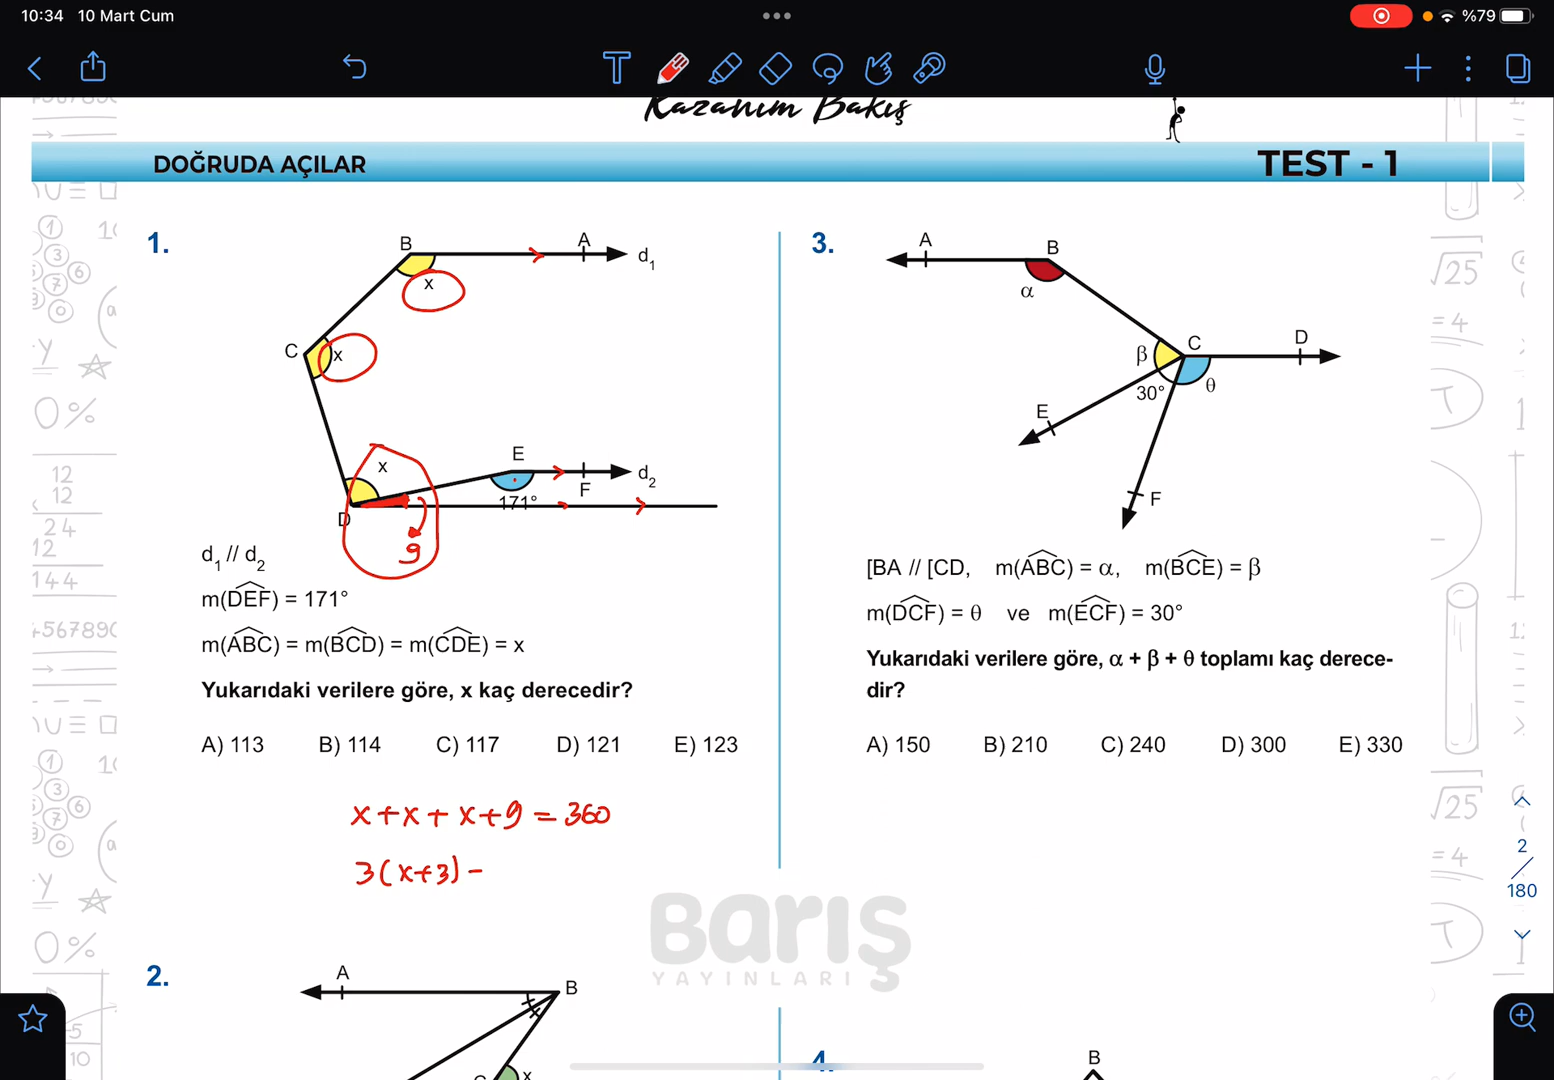 10:34 10 Mart Cum
%79
Kazanım Bakış
DOĞRUDA AÇILAR
TEST - 1
1.
B
A
d1
x
C
x
x
E
F
d2
171°
D
9
d1 // d2
m(DEF) = 171°
m(ABC) = m(BCD) = m(CDE) = x
Yukarıdaki verilere göre, x kaç derecedir?
A) 113 B) 114 C) 117 D) 121 E) 123
x + x + x + 9 = 360
3(x+3) -
2.
A
B
C
x
3.
A
B
α
β
C
D
30°
θ
E
F
[BA // [CD, m(ABC) = α, m(BCE) = β
m(DCF) = θ ve m(ECF) = 30°
Yukarıdaki verilere göre, α + β + θ toplamı kaç derece-
dir?
A) 150 B) 210 C) 240 D) 300 E) 330
Barış
YAYINLARI
4.
B
2
180